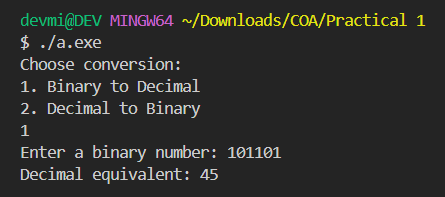 devmi@DEV MINGW64 ~/Downloads/COA/Practical 1
$ ./a.exe
Choose conversion:
1. Binary to Decimal
2. Decimal to Binary
1
Enter a binary number: 101101
Decimal equivalent: 45